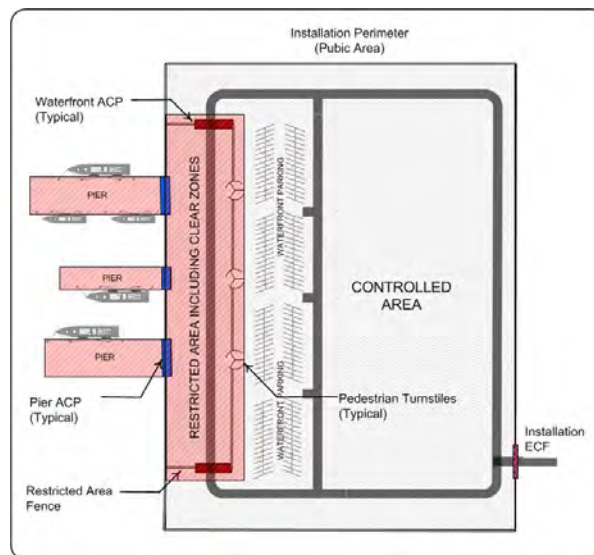 Installation Perimeter
(Pubic Area)
Waterfront ACP
(Typical)
PIER
PIER
PIER
RESTRICTED AREA INCLUDING CLEAR ZONES
WATERFRONT PARKING
WATERFRONT PARKING
CONTROLLED
AREA
Pier ACP
(Typical)
Pedestrian Turnstiles
(Typical)
Installation
ECF
Restricted Area
Fence